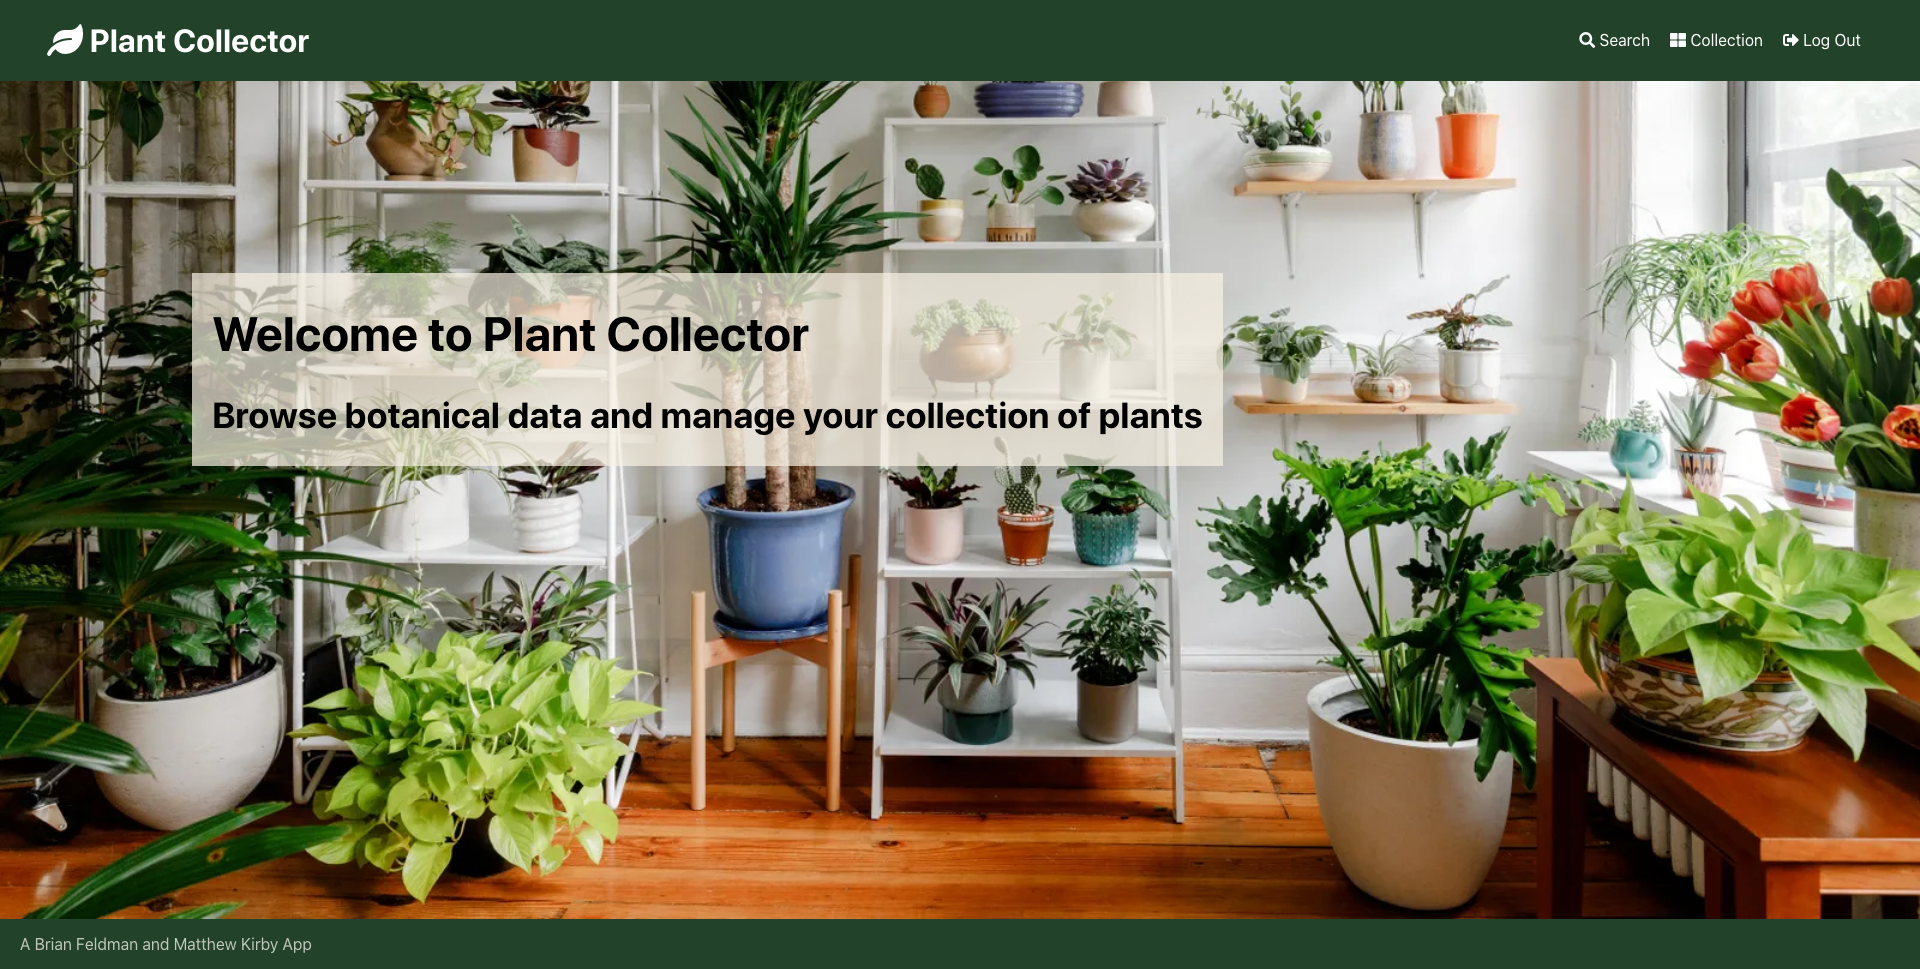 Plant Collector
Search
Collection
Log Out
Welcome to Plant Collector
Browse botanical data and manage your collection of plants
A Brian Feldman and Matthew Kirby App